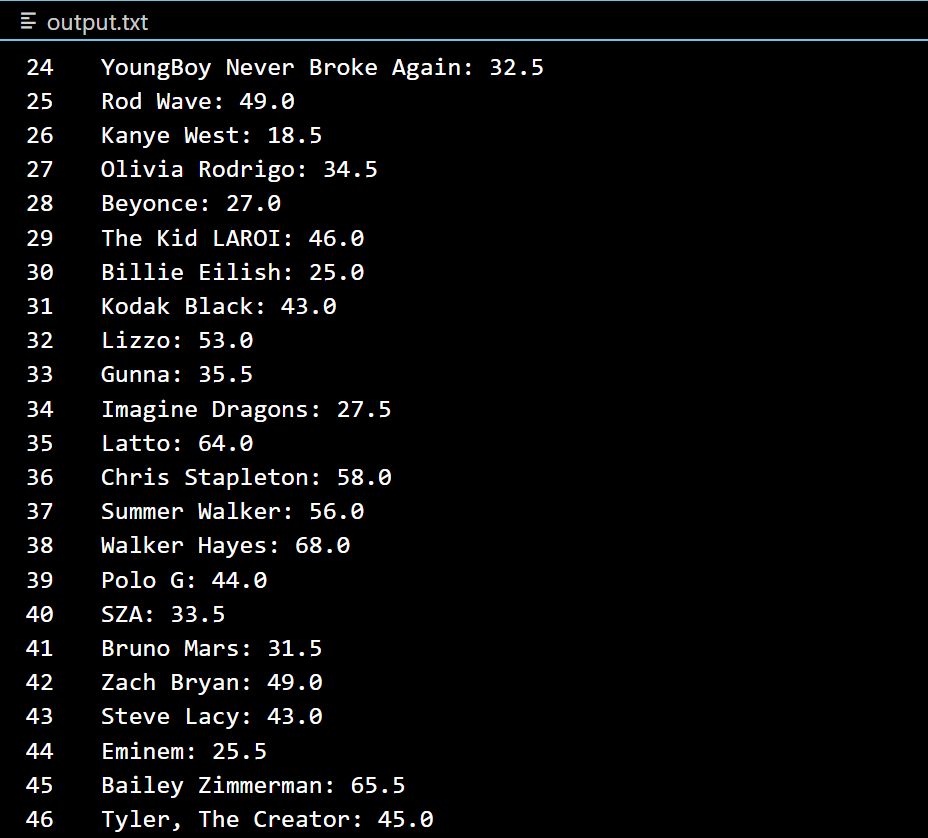 output.txt
24 YoungBoy Never Broke Again: 32.5
25 Rod Wave: 49.0
26 Kanye West: 18.5
27 Olivia Rodrigo: 34.5
28 Beyonce: 27.0
29 The Kid LAROI: 46.0
30 Billie Eilish: 25.0
31 Kodak Black: 43.0
32 Lizzo: 53.0
33 Gunna: 35.5
34 Imagine Dragons: 27.5
35 Latto: 64.0
36 Chris Stapleton: 58.0
37 Summer Walker: 56.0
38 Walker Hayes: 68.0
39 Polo G: 44.0
40 SZA: 33.5
41 Bruno Mars: 31.5
42 Zach Bryan: 49.0
43 Steve Lacy: 43.0
44 Eminem: 25.5
45 Bailey Zimmerman: 65.5
46 Tyler, The Creator: 45.0